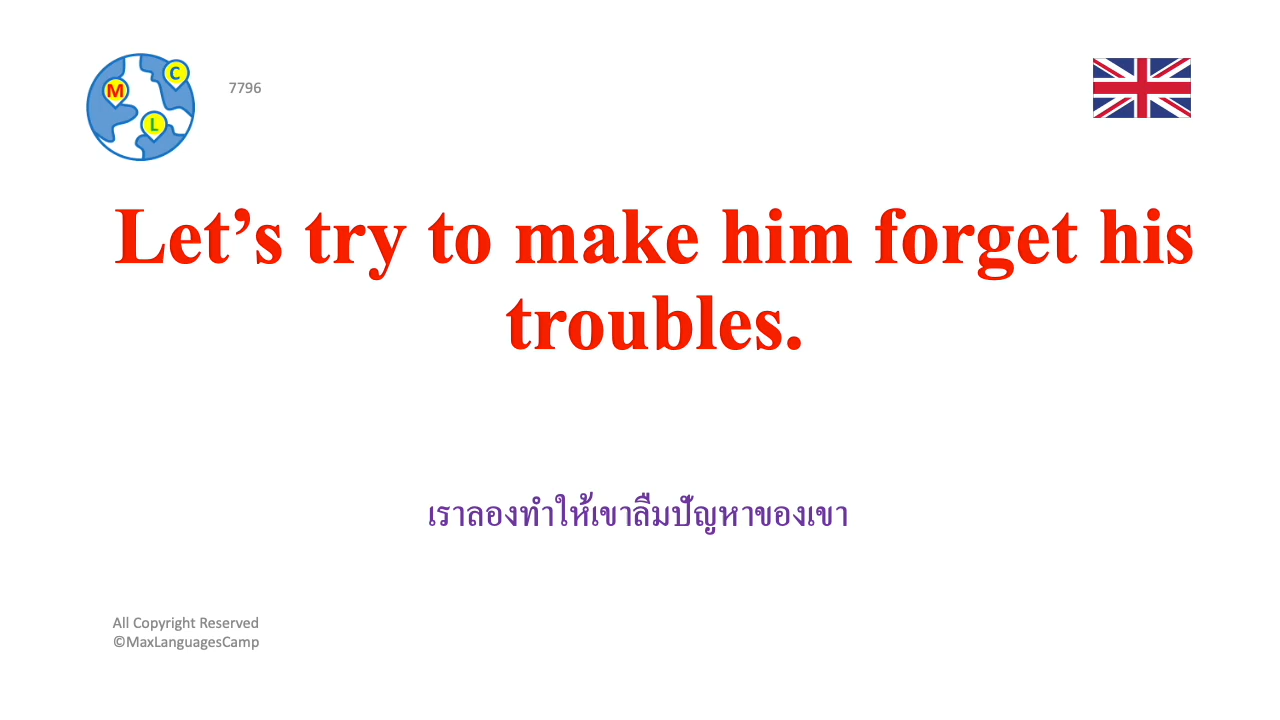 M
C
L
7796
Let’s try to make him forget his
troubles.
เราลองทำให้เขาลืมปัญหาของเขา
All Copyright Reserved
©MaxLanguagesCamp